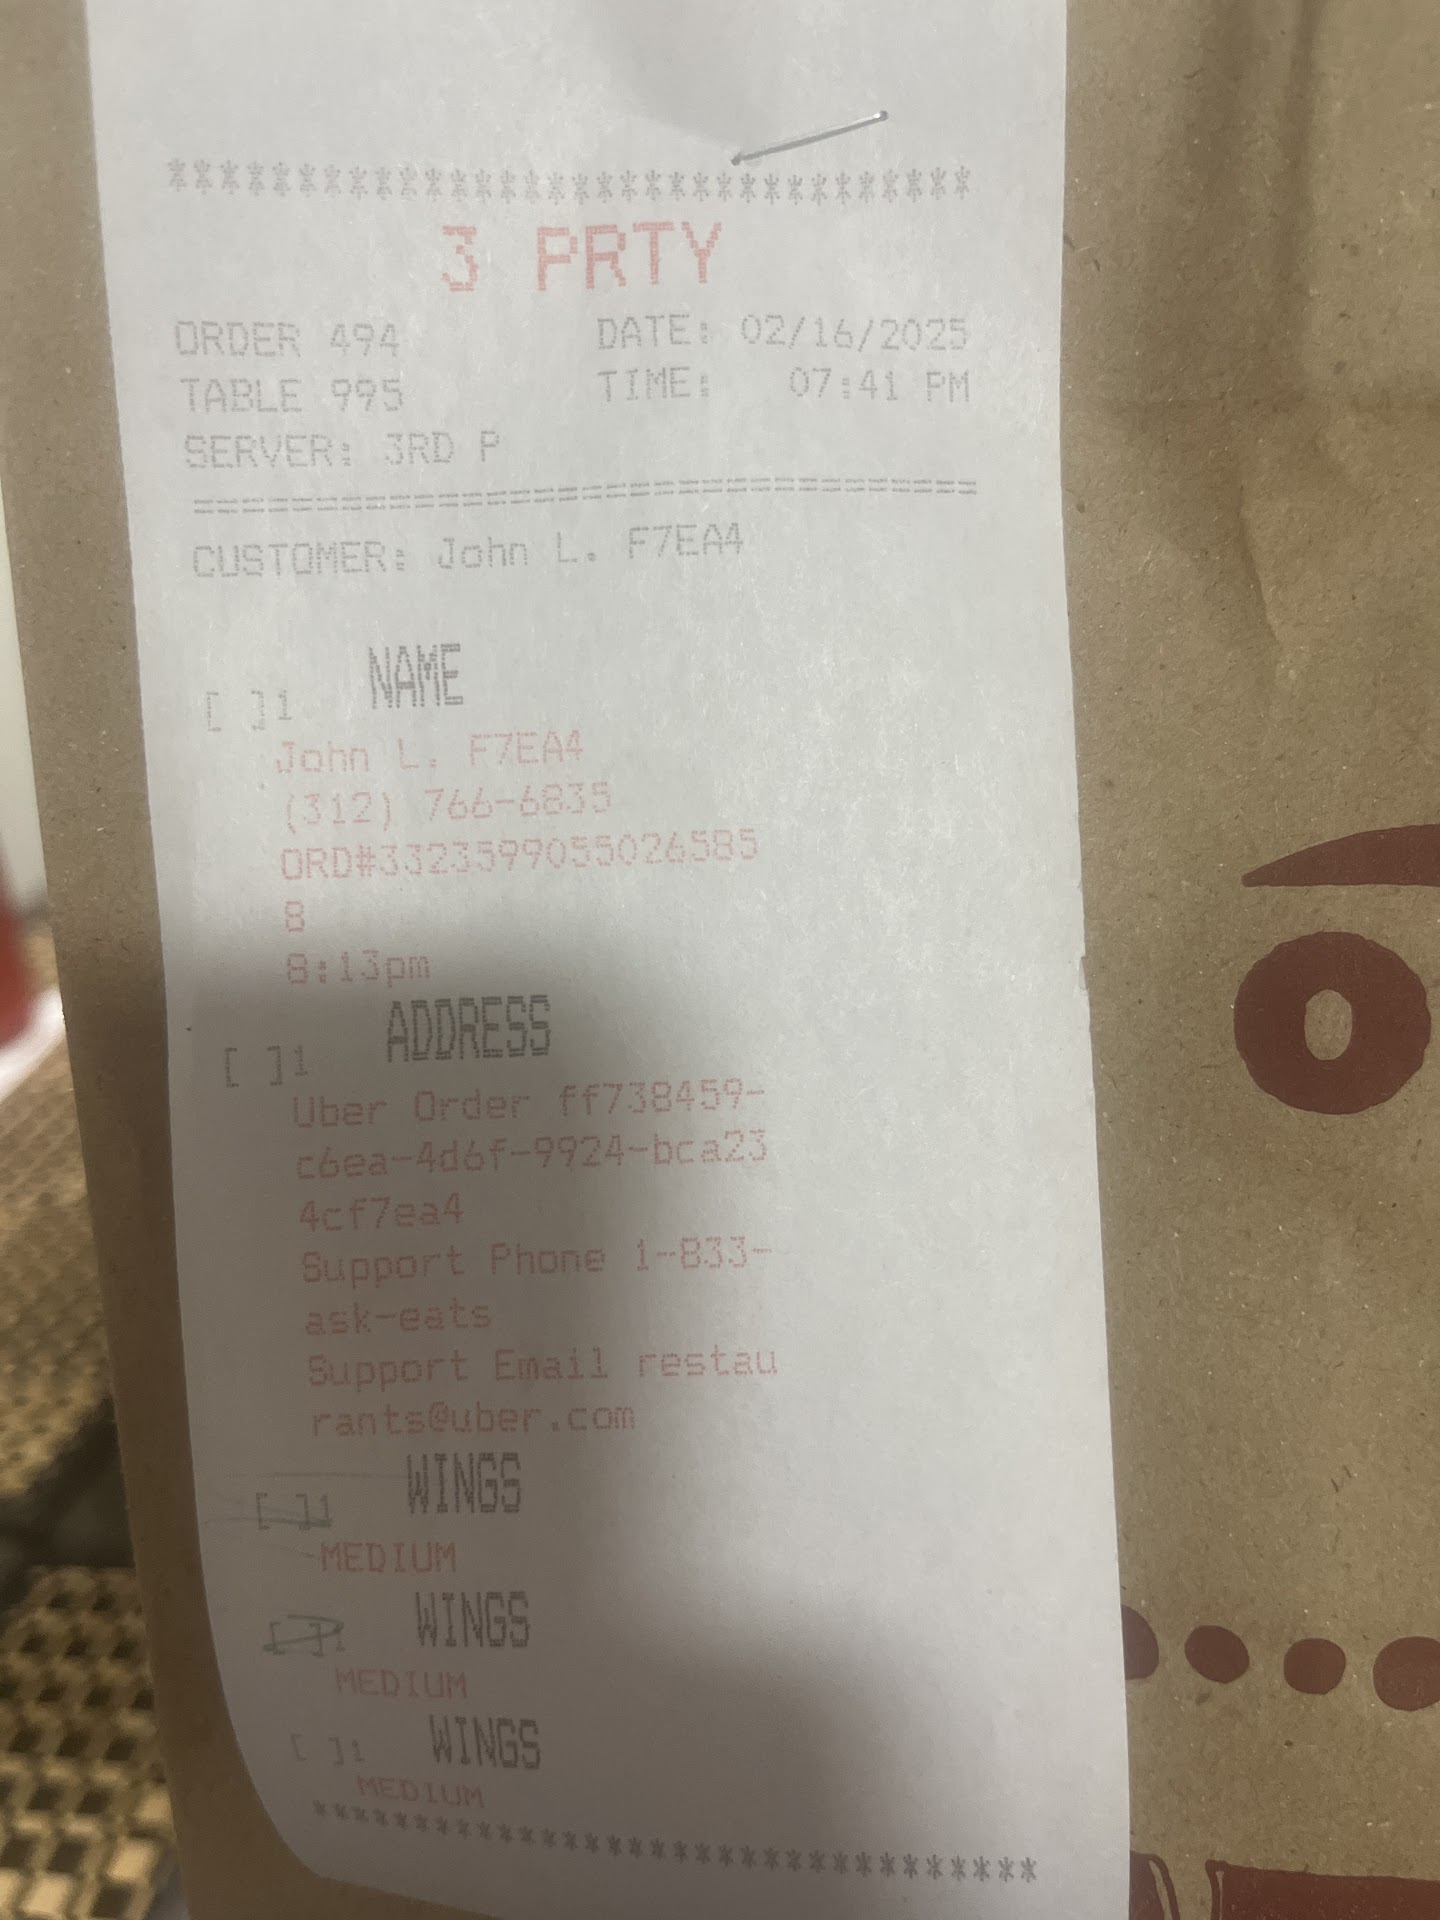 *********************************
3 PRTY
ORDER 494 DATE: 02/16/2025
TABLE 995 TIME: 07:41 PM
SERVER: 3RD P
=================================
CUSTOMER: John L. F7EA4
[ ]1 NAME
John L. F7EA4
(312) 766-6835
ORD#3323599055026585
8
8:13pm
[ ]1 ADDRESS
Uber Order ff738459-
c6ea-4d6f-9924-bca23
4cf7ea4
Support Phone 1-833-
ask-eats
Support Email restau
rants@uber.com
[ ]1 WINGS
MEDIUM
[ ]1 WINGS
MEDIUM
[ ]1 WINGS
MEDIUM
*********************************